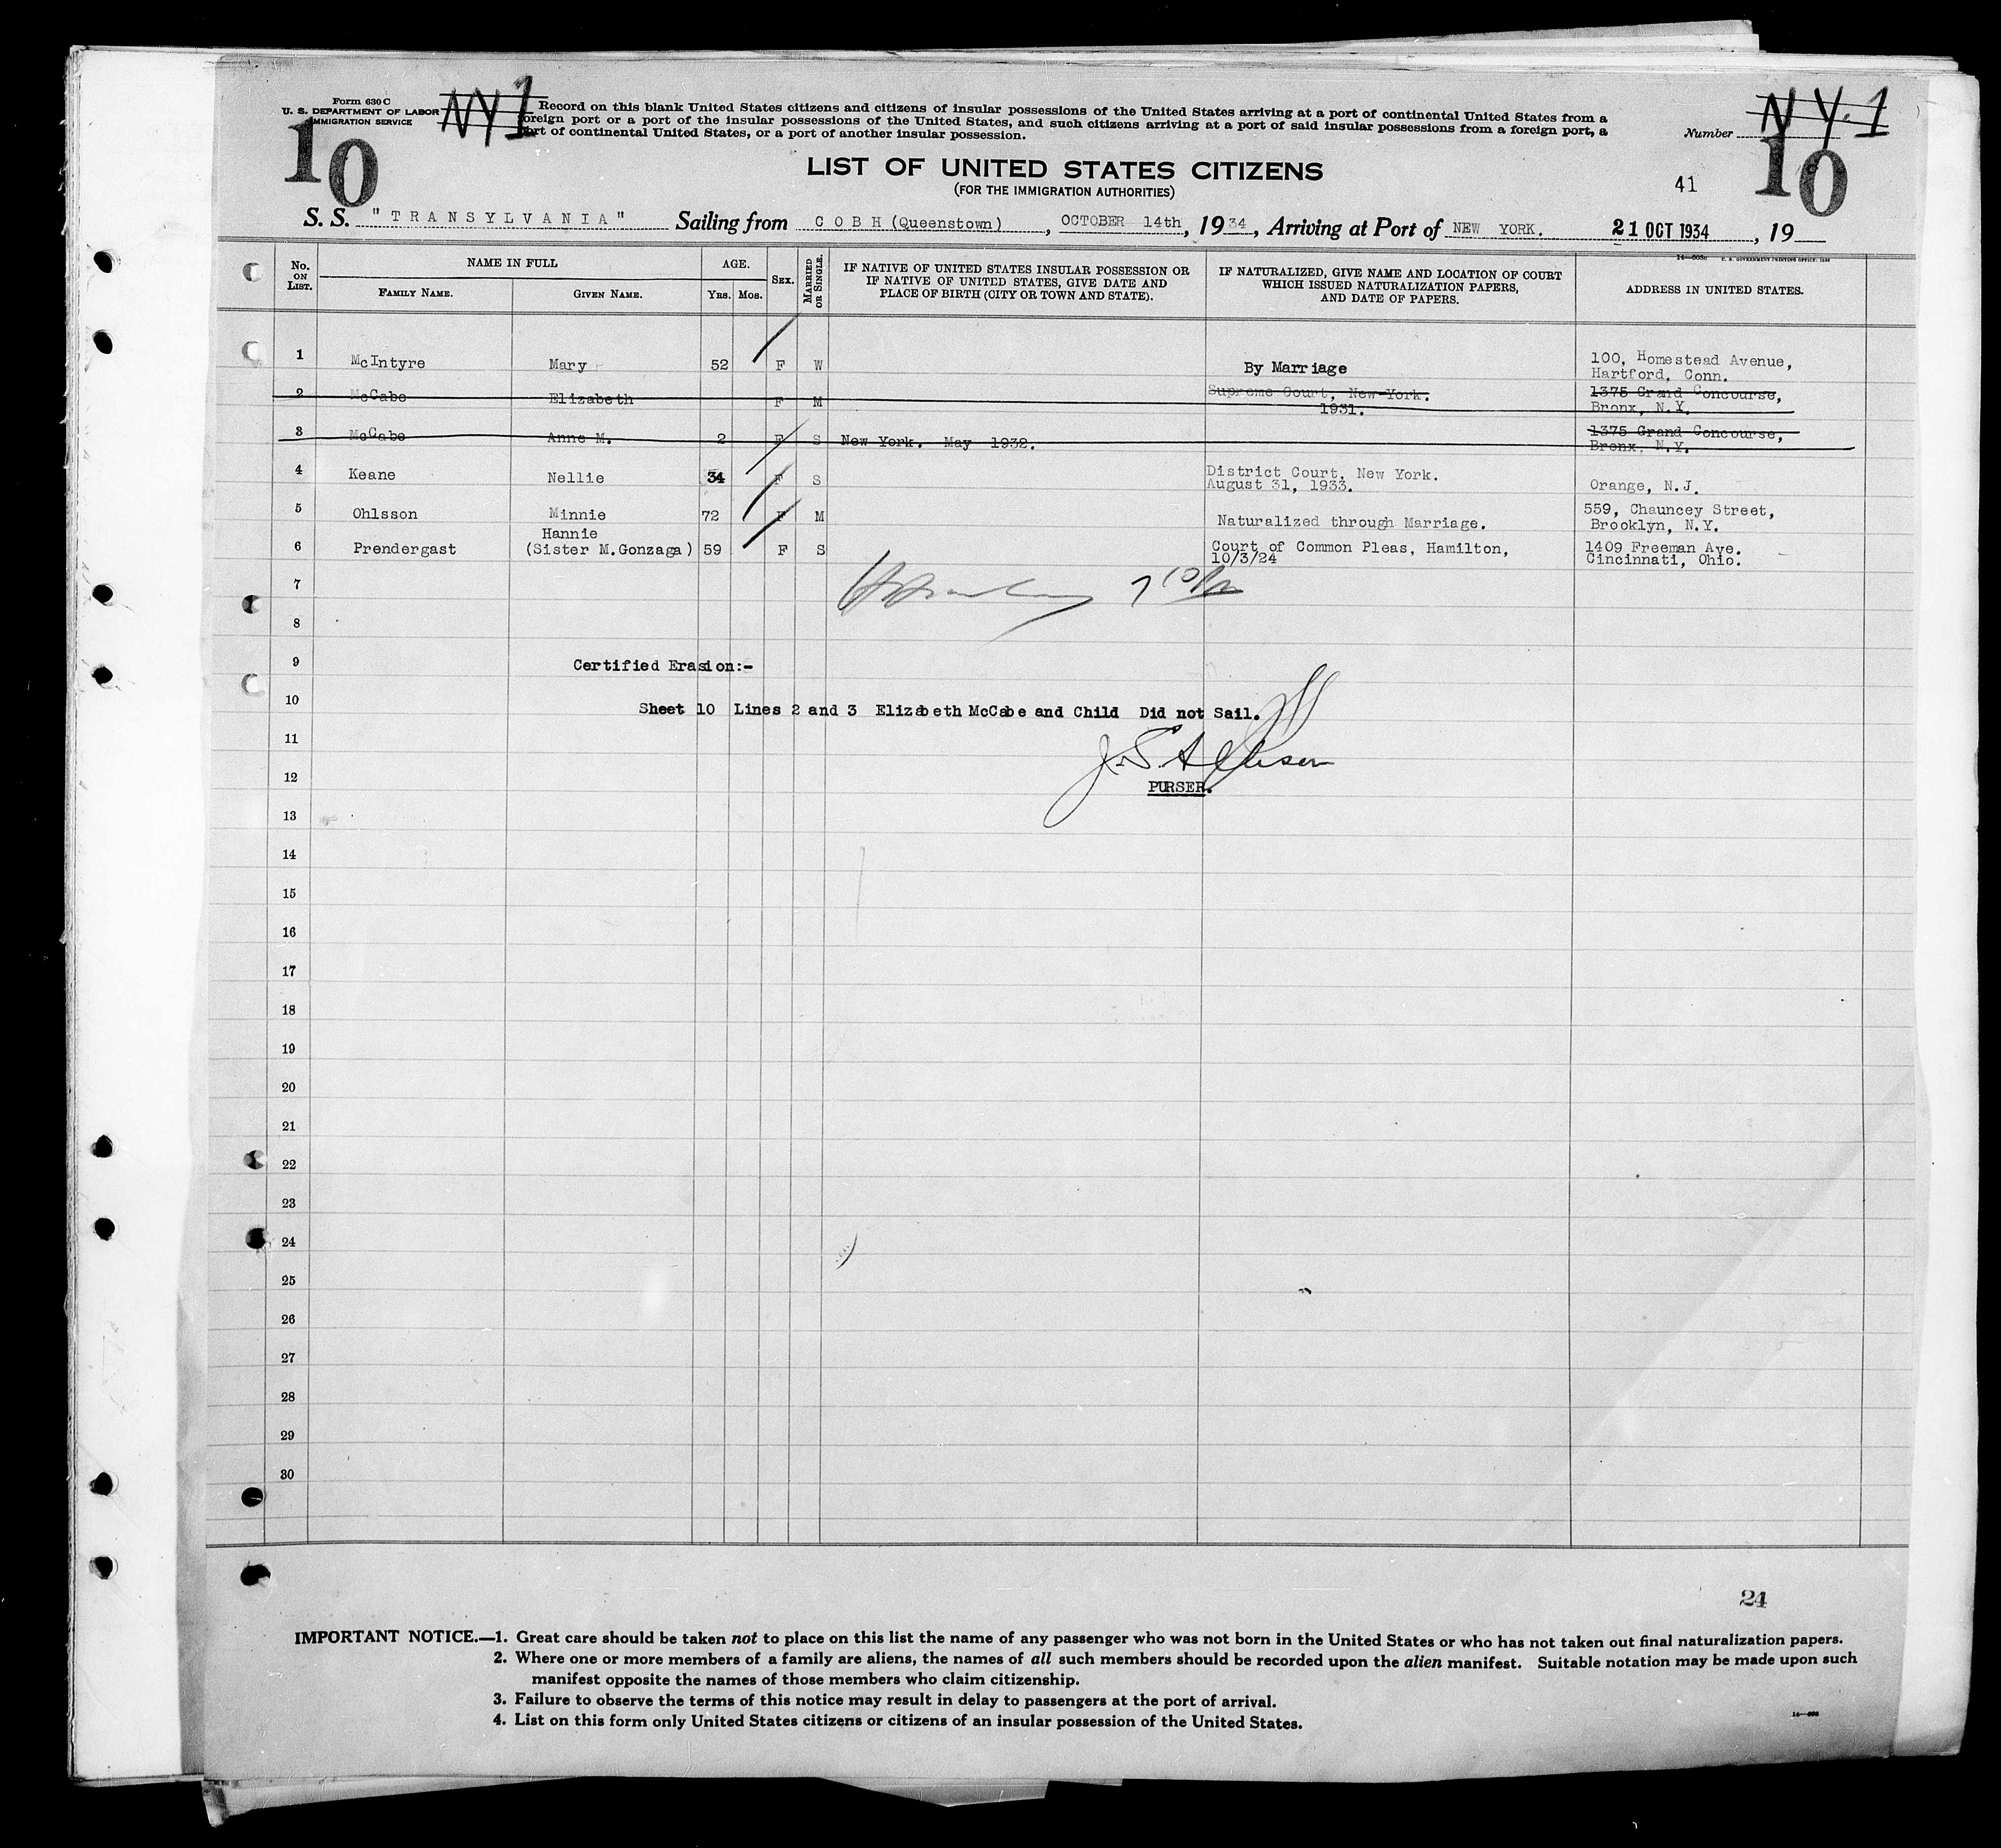 Form 630 C
U. S. DEPARTMENT OF LABOR
IMMIGRATION SERVICE
NY1
10
Record on this blank United States citizens and citizens of insular possessions of the United States arriving at a port of continental United States from a
foreign port or a port of the insular possessions of the United States, and such citizens arriving at a port of said insular possessions from a foreign port, a
port of continental United States, or a port of another insular possession.
Number NY.1
10
LIST OF UNITED STATES CITIZENS
(FOR THE IMMIGRATION AUTHORITIES)
41
S. S. "TRANSYLVANIA" Sailing from COBH (Queenstown), OCTOBER 14th, 1934, Arriving at Port of NEW YORK. 21 OCT 1934, 19
No. ON LIST. NAME IN FULL FAMILY NAME. GIVEN NAME. AGE. YRS. MOS. SEX. MARRIED OR SINGLE.
IF NATIVE OF UNITED STATES INSULAR POSSESSION OR
IF NATIVE OF UNITED STATES, GIVE DATE AND
PLACE OF BIRTH (CITY OR TOWN AND STATE).
IF NATURALIZED, GIVE NAME AND LOCATION OF COURT
WHICH ISSUED NATURALIZATION PAPERS,
AND DATE OF PAPERS.
ADDRESS IN UNITED STATES.
1 McIntyre Mary 52 F W By Marriage 100, Homestead Avenue,
Hartford, Conn.
2 McCabe Elizabeth F M Supreme Court, New York. 1375 Grand Concourse,
1931. Bronx, N.Y.
3 McCabe Anne M. 2 F S New York. May 1932. 1375 Grand Concourse,
Bronx, N.Y.
4 Keane Nellie 34 F S District Court, New York.
August 31, 1933. Orange, N.J.
5 Ohlsson Minnie 72 F M Naturalized through Marriage. 559, Chauncey Street,
Brooklyn, N.Y.
Hannie
6 Prendergast (Sister M.Gonzaga) 59 F S Court of Common Pleas, Hamilton, 1409 Freeman Ave.
10/3/24 Cincinnati, Ohio.
7
8
9 Certified Erasion:-
10 Sheet 10 Lines 2 and 3 Elizabeth McCabe and Child Did not Sail.
11
12 PURSER.
13
14
15
16
17
18
19
20
21
22
23
24
25
26
27
28
29
30
24
IMPORTANT NOTICE.—1. Great care should be taken not to place on this list the name of any passenger who was not born in the United States or who has not taken out final naturalization papers.
2. Where one or more members of a family are aliens, the names of all such members should be recorded upon the alien manifest. Suitable notation may be made upon such
manifest opposite the names of those members who claim citizenship.
3. Failure to observe the terms of this notice may result in delay to passengers at the port of arrival.
4. List on this form only United States citizens or citizens of an insular possession of the United States.